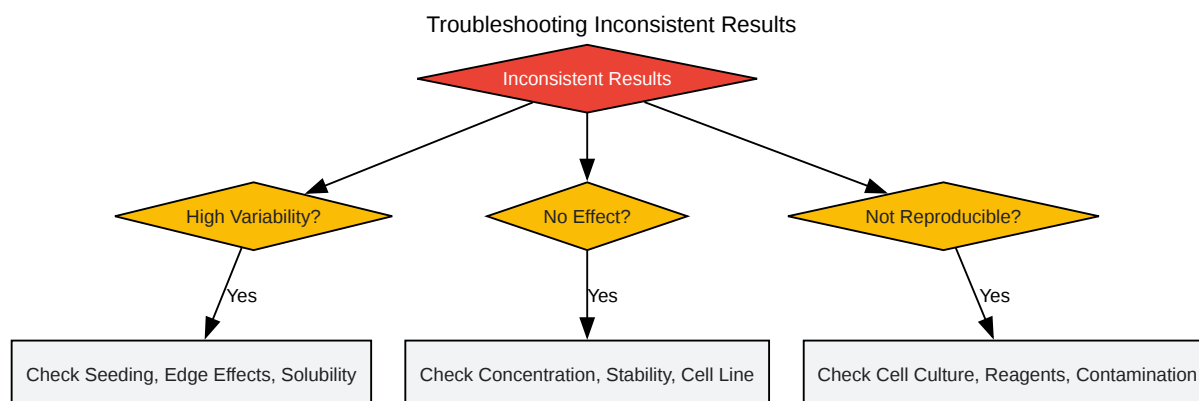 Troubleshooting Inconsistent Results
Inconsistent Results
High Variability?
No Effect?
Not Reproducible?
Yes
Yes
Yes
Check Seeding, Edge Effects, Solubility
Check Concentration, Stability, Cell Line
Check Cell Culture, Reagents, Contamination